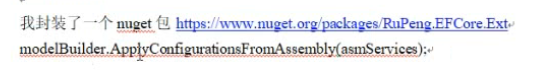 我封装了一个 nuget 包 https://www.nuget.org/packages/RuPeng.EFCore.Ext
modelBuilder.ApplyConfigurationsFromAssembly(asmServices);